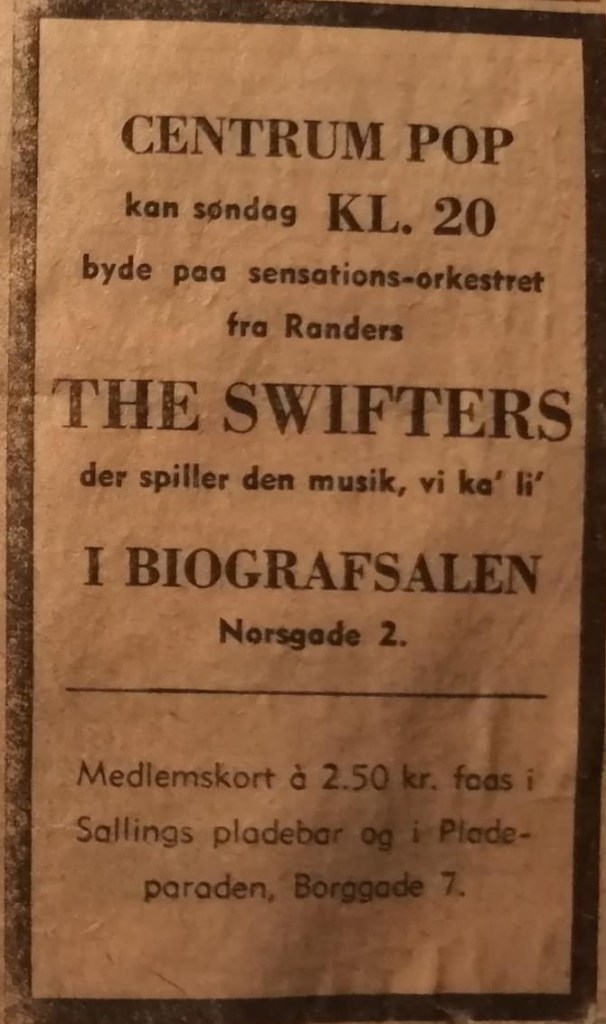 CENTRUM POP
kan søndag KL. 20
byde paa sensations-orkestret
fra Randers
THE SWIFTERS
der spiller den musik, vi ka' li'
I BIOGRAFSALEN
Norsgade 2.
Medlemskort à 2.50 kr. faas i
Sallings pladebar og i Plade-
paraden, Borggade 7.